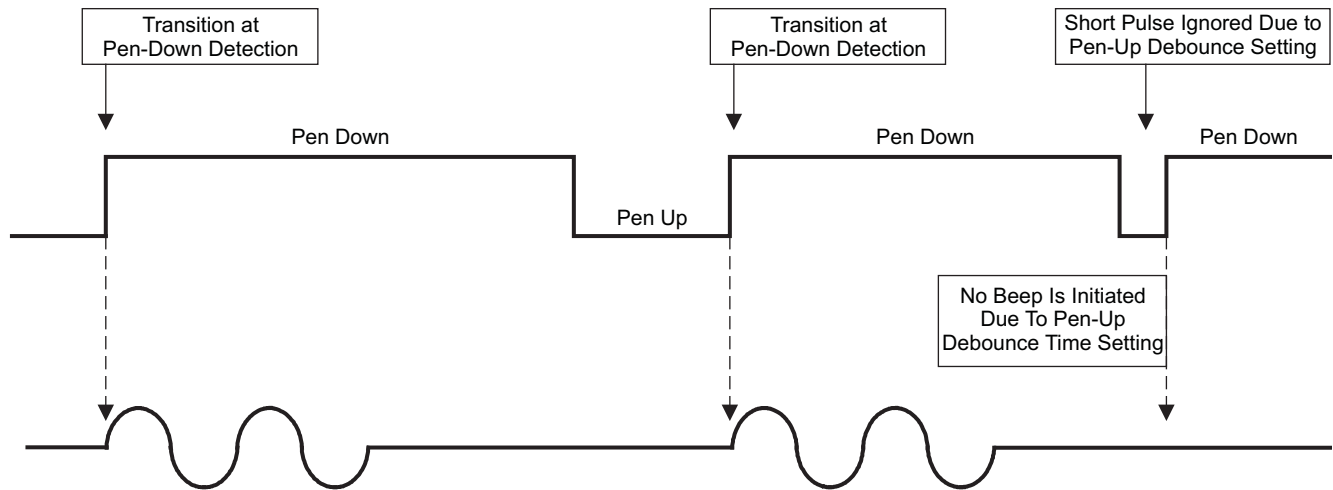 Transition at
Pen-Down Detection
Transition at
Pen-Down Detection
Short Pulse Ignored Due to
Pen-Up Debounce Setting
Pen Down
Pen Down
Pen Down
Pen Up
No Beep Is Initiated
Due To Pen-Up
Debounce Time Setting